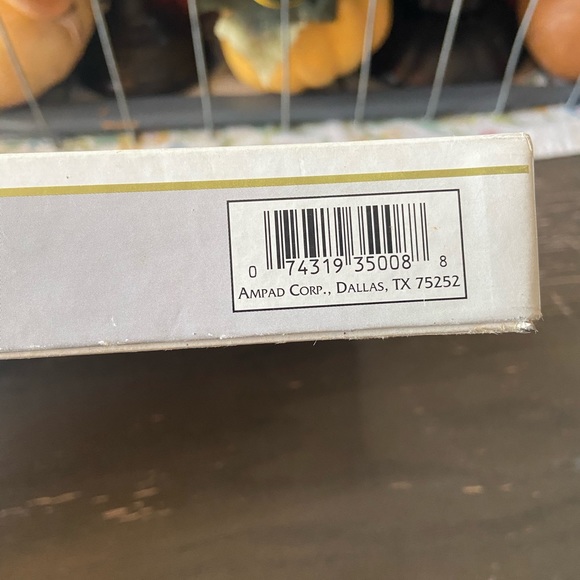 0 74319 35008 8
AMPAD CORP., DALLAS, TX 75252